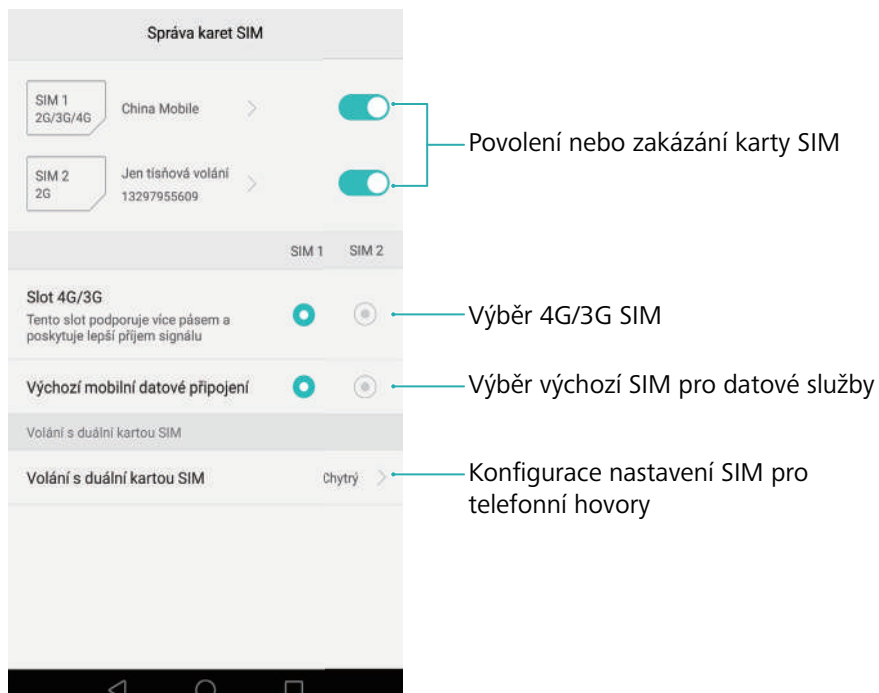 Správa karet SIM
SIM 1
2G/3G/4G
China Mobile
Povolení nebo zakázání karty SIM
SIM 2
2G
Jen tísňová volání
13297955609
SIM 1 SIM 2
Slot 4G/3G
Tento slot podporuje více pásem a
poskytuje lepší příjem signálu
Výběr 4G/3G SIM
Výchozí mobilní datové připojení
Výběr výchozí SIM pro datové služby
Volání s duální kartou SIM
Volání s duální kartou SIM Chytrý
Konfigurace nastavení SIM pro
telefonní hovory